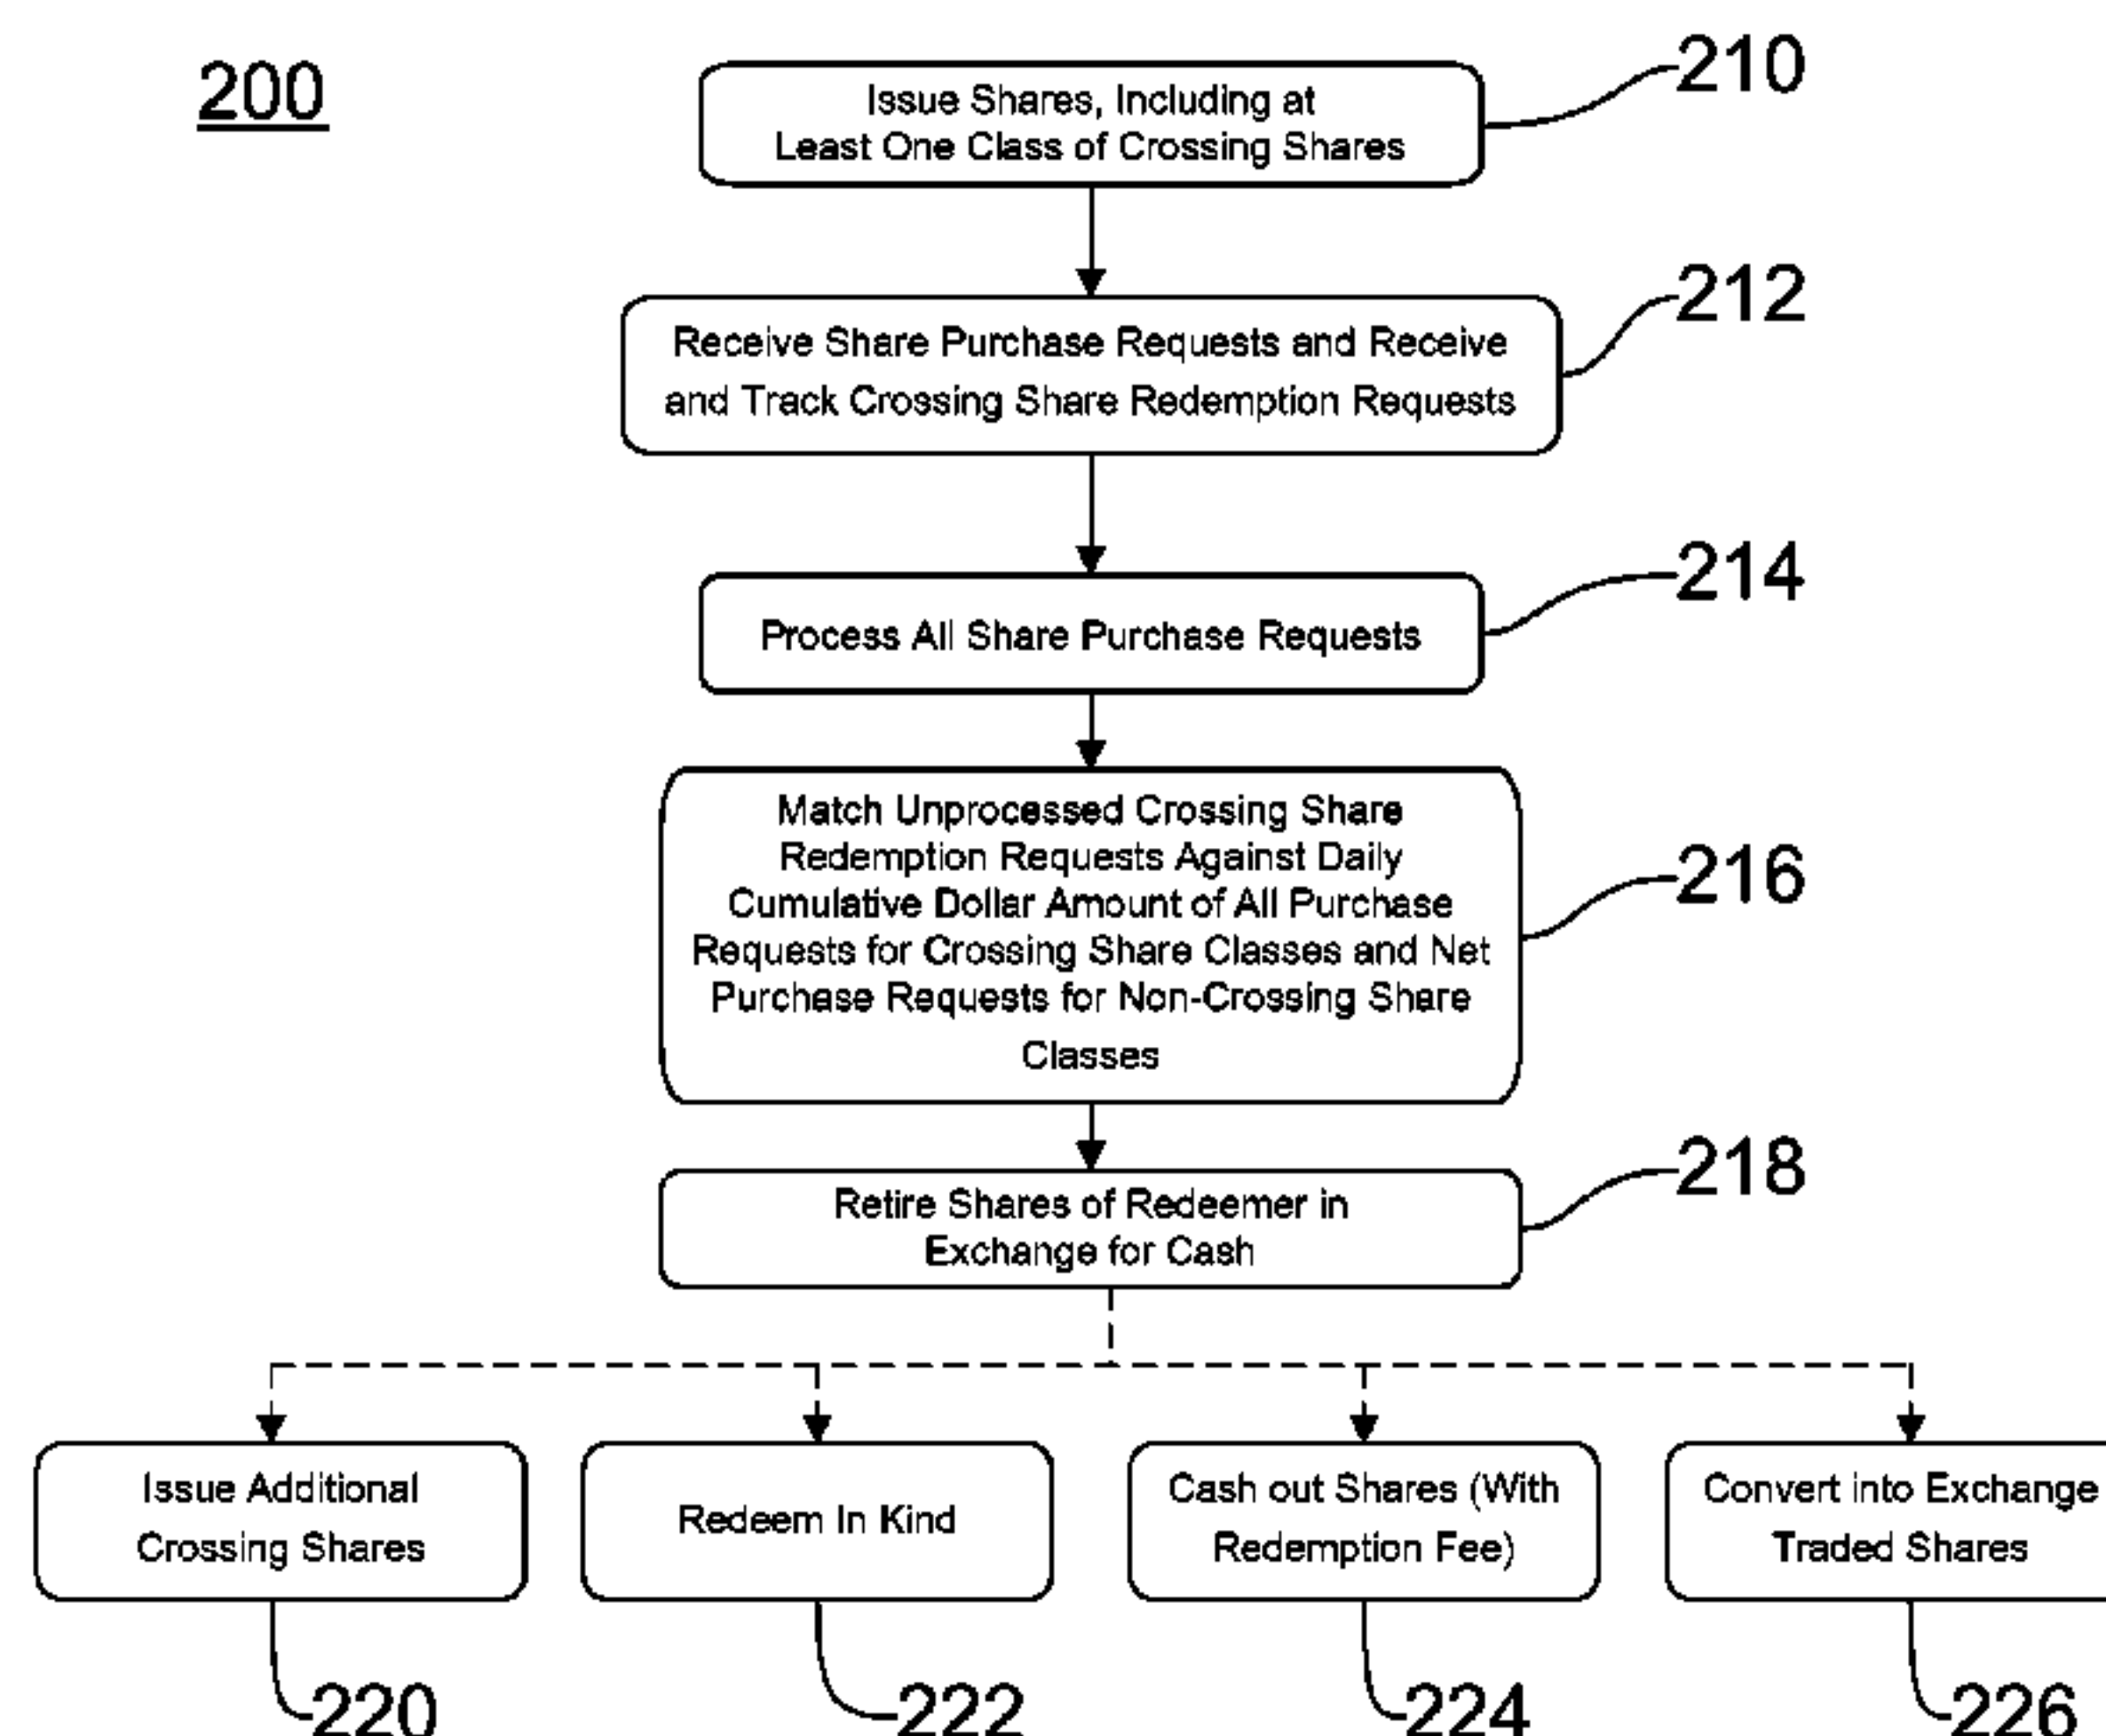 200
Issue Shares, Including at
Least One Class of Crossing Shares
210
Receive Share Purchase Requests and Receive
and Track Crossing Share Redemption Requests
212
Process All Share Purchase Requests
214
Match Unprocessed Crossing Share
Redemption Requests Against Daily
Cumulative Dollar Amount of All Purchase
Requests for Crossing Share Classes and Net
Purchase Requests for Non-Crossing Share
Classes
216
Retire Shares of Redeemer in
Exchange for Cash
218
Issue Additional
Crossing Shares
Redeem In Kind
Cash out Shares (With
Redemption Fee)
Convert into Exchange
Traded Shares
220
222
224
226